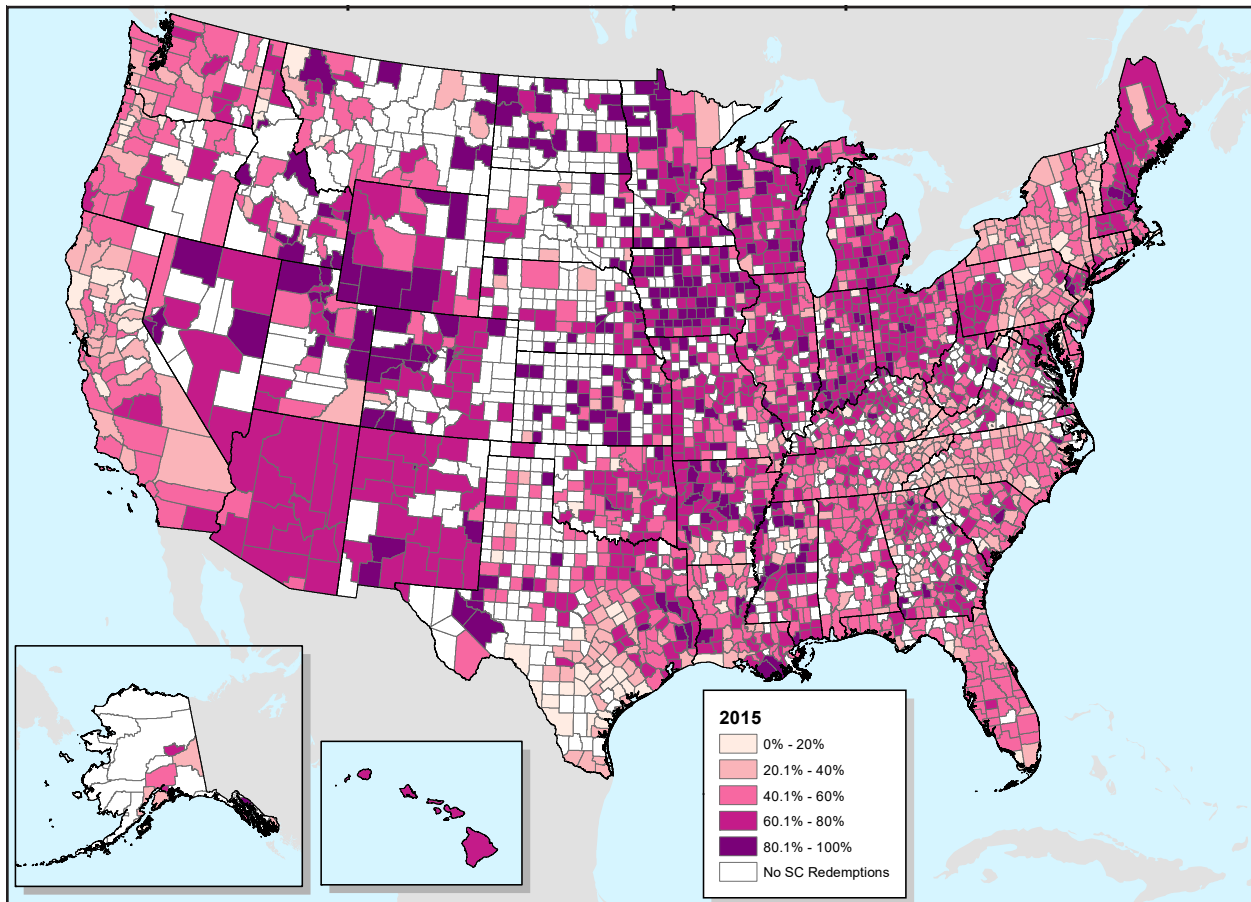 2015
0% - 20%
20.1% - 40%
40.1% - 60%
60.1% - 80%
80.1% - 100%
No SC Redemptions